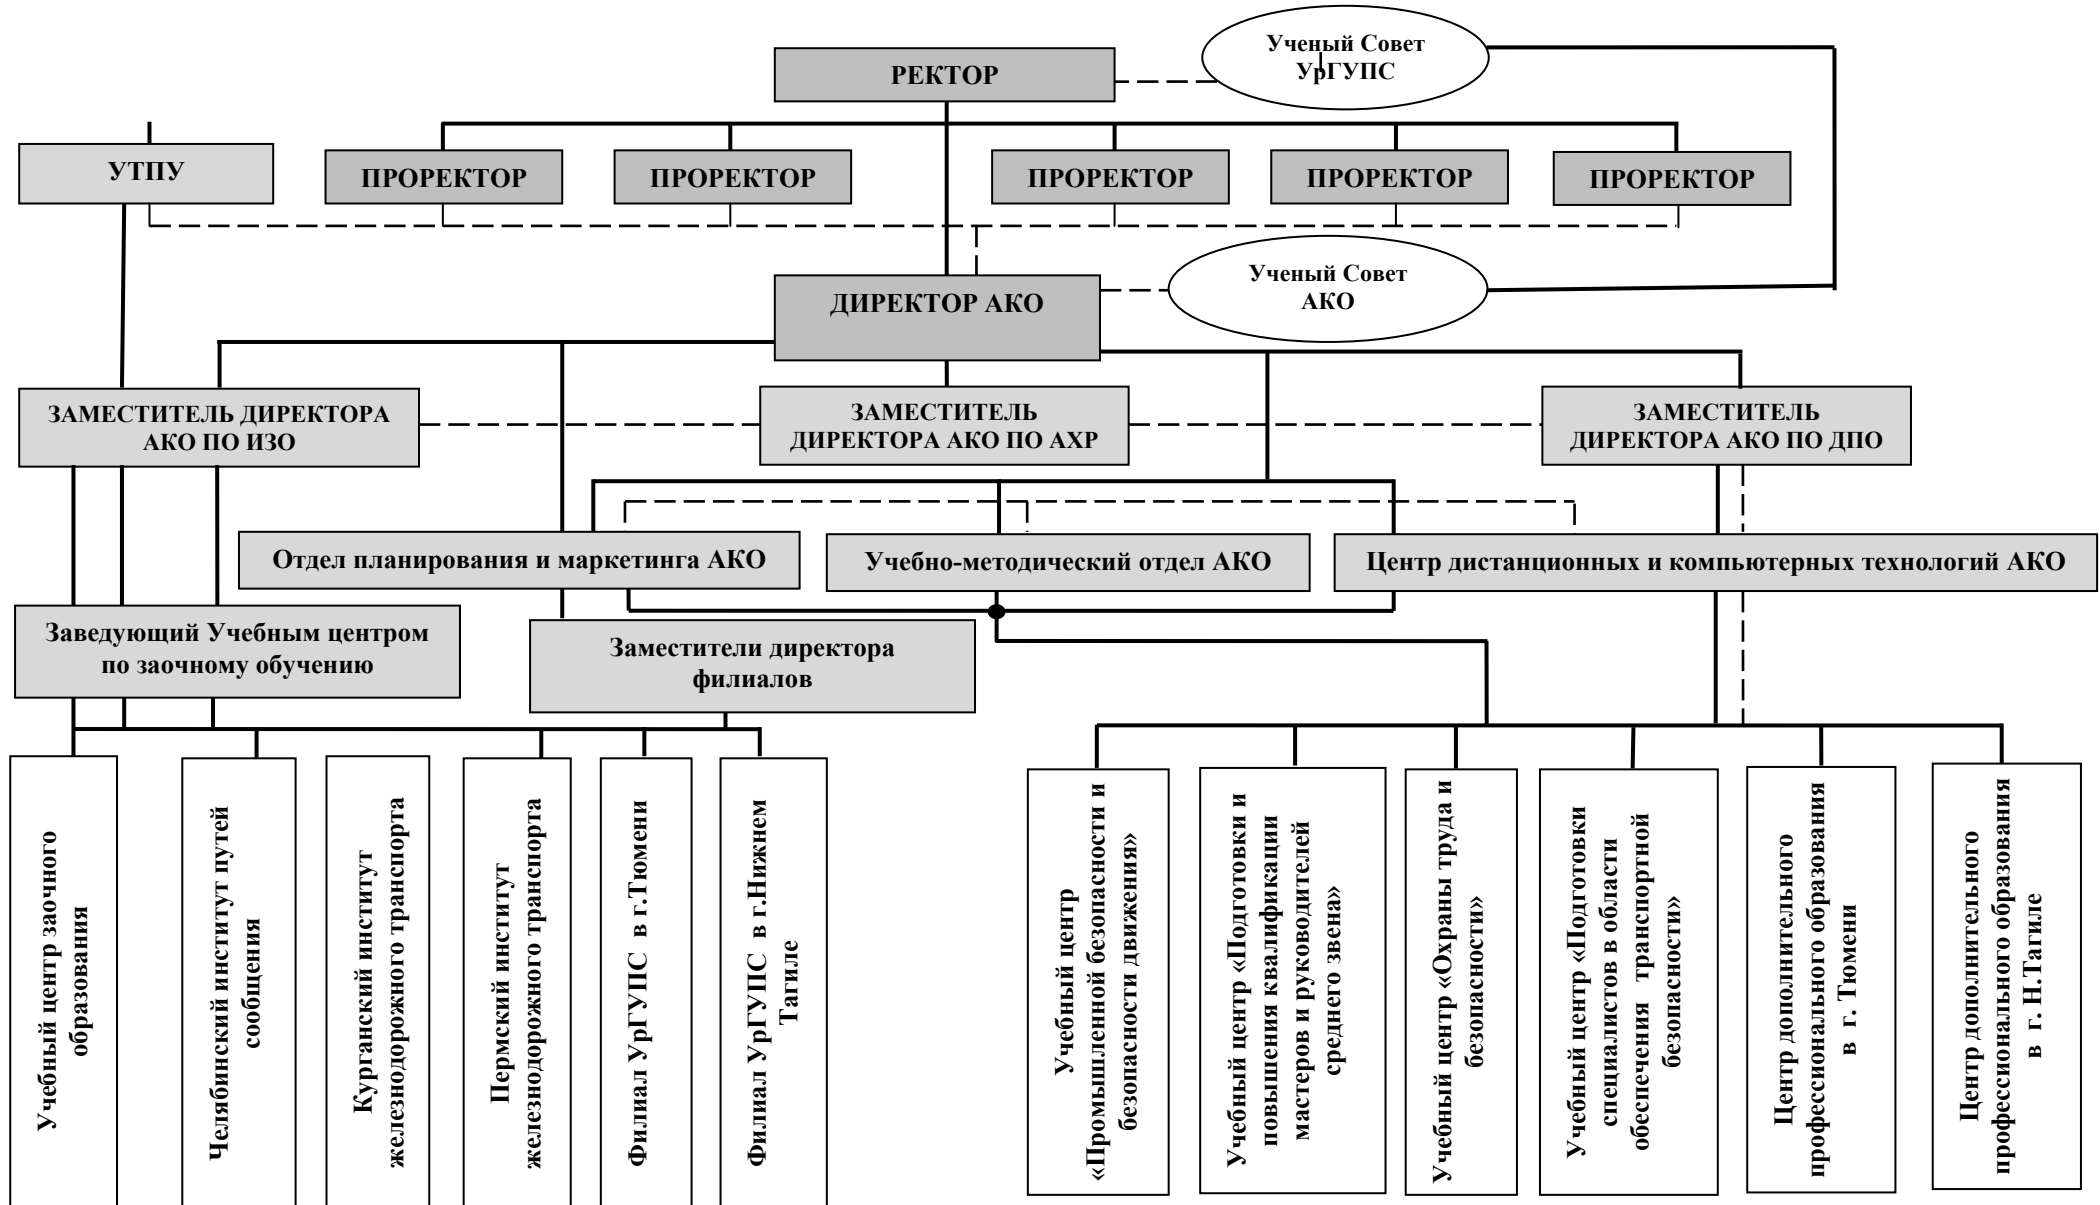 Ученый Совет
УрГУПС
РЕКТОР
УТПУ
ПРОРЕКТОР
ПРОРЕКТОР
ПРОРЕКТОР
ПРОРЕКТОР
ПРОРЕКТОР
ДИРЕКТОР АКО
Ученый Совет
АКО
ЗАМЕСТИТЕЛЬ ДИРЕКТОРА
АКО ПО ИЗО
ЗАМЕСТИТЕЛЬ
ДИРЕКТОРА АКО ПО АХР
ЗАМЕСТИТЕЛЬ
ДИРЕКТОРА АКО ПО ДПО
Отдел планирования и маркетинга АКО
Учебно-методический отдел АКО
Центр дистанционных и компьютерных технологий АКО
Заведующий Учебным центром
по заочному обучению
Заместители директора
филиалов
Учебный центр заочного
образования
Челябинский институт путей
сообщения
Курганский институт
железнодорожного транспорта
Пермский институт
железнодорожного транспорта
Филиал УрГУПС в г.Тюмени
Филиал УрГУПС в г.Нижнем
Тагиле
Учебный центр
«Промышленной безопасности и
безопасности движения»
Учебный центр «Подготовки и
повышения квалификации
мастеров и руководителей
среднего звена»
Учебный центр «Охраны труда и
безопасности»
Учебный центр «Подготовки
специалистов в области
обеспечения транспортной
безопасности»
Центр дополнительного
профессионального образования
в г. Тюмени
Центр дополнительного
профессионального образования
в г. Н.Тагиле